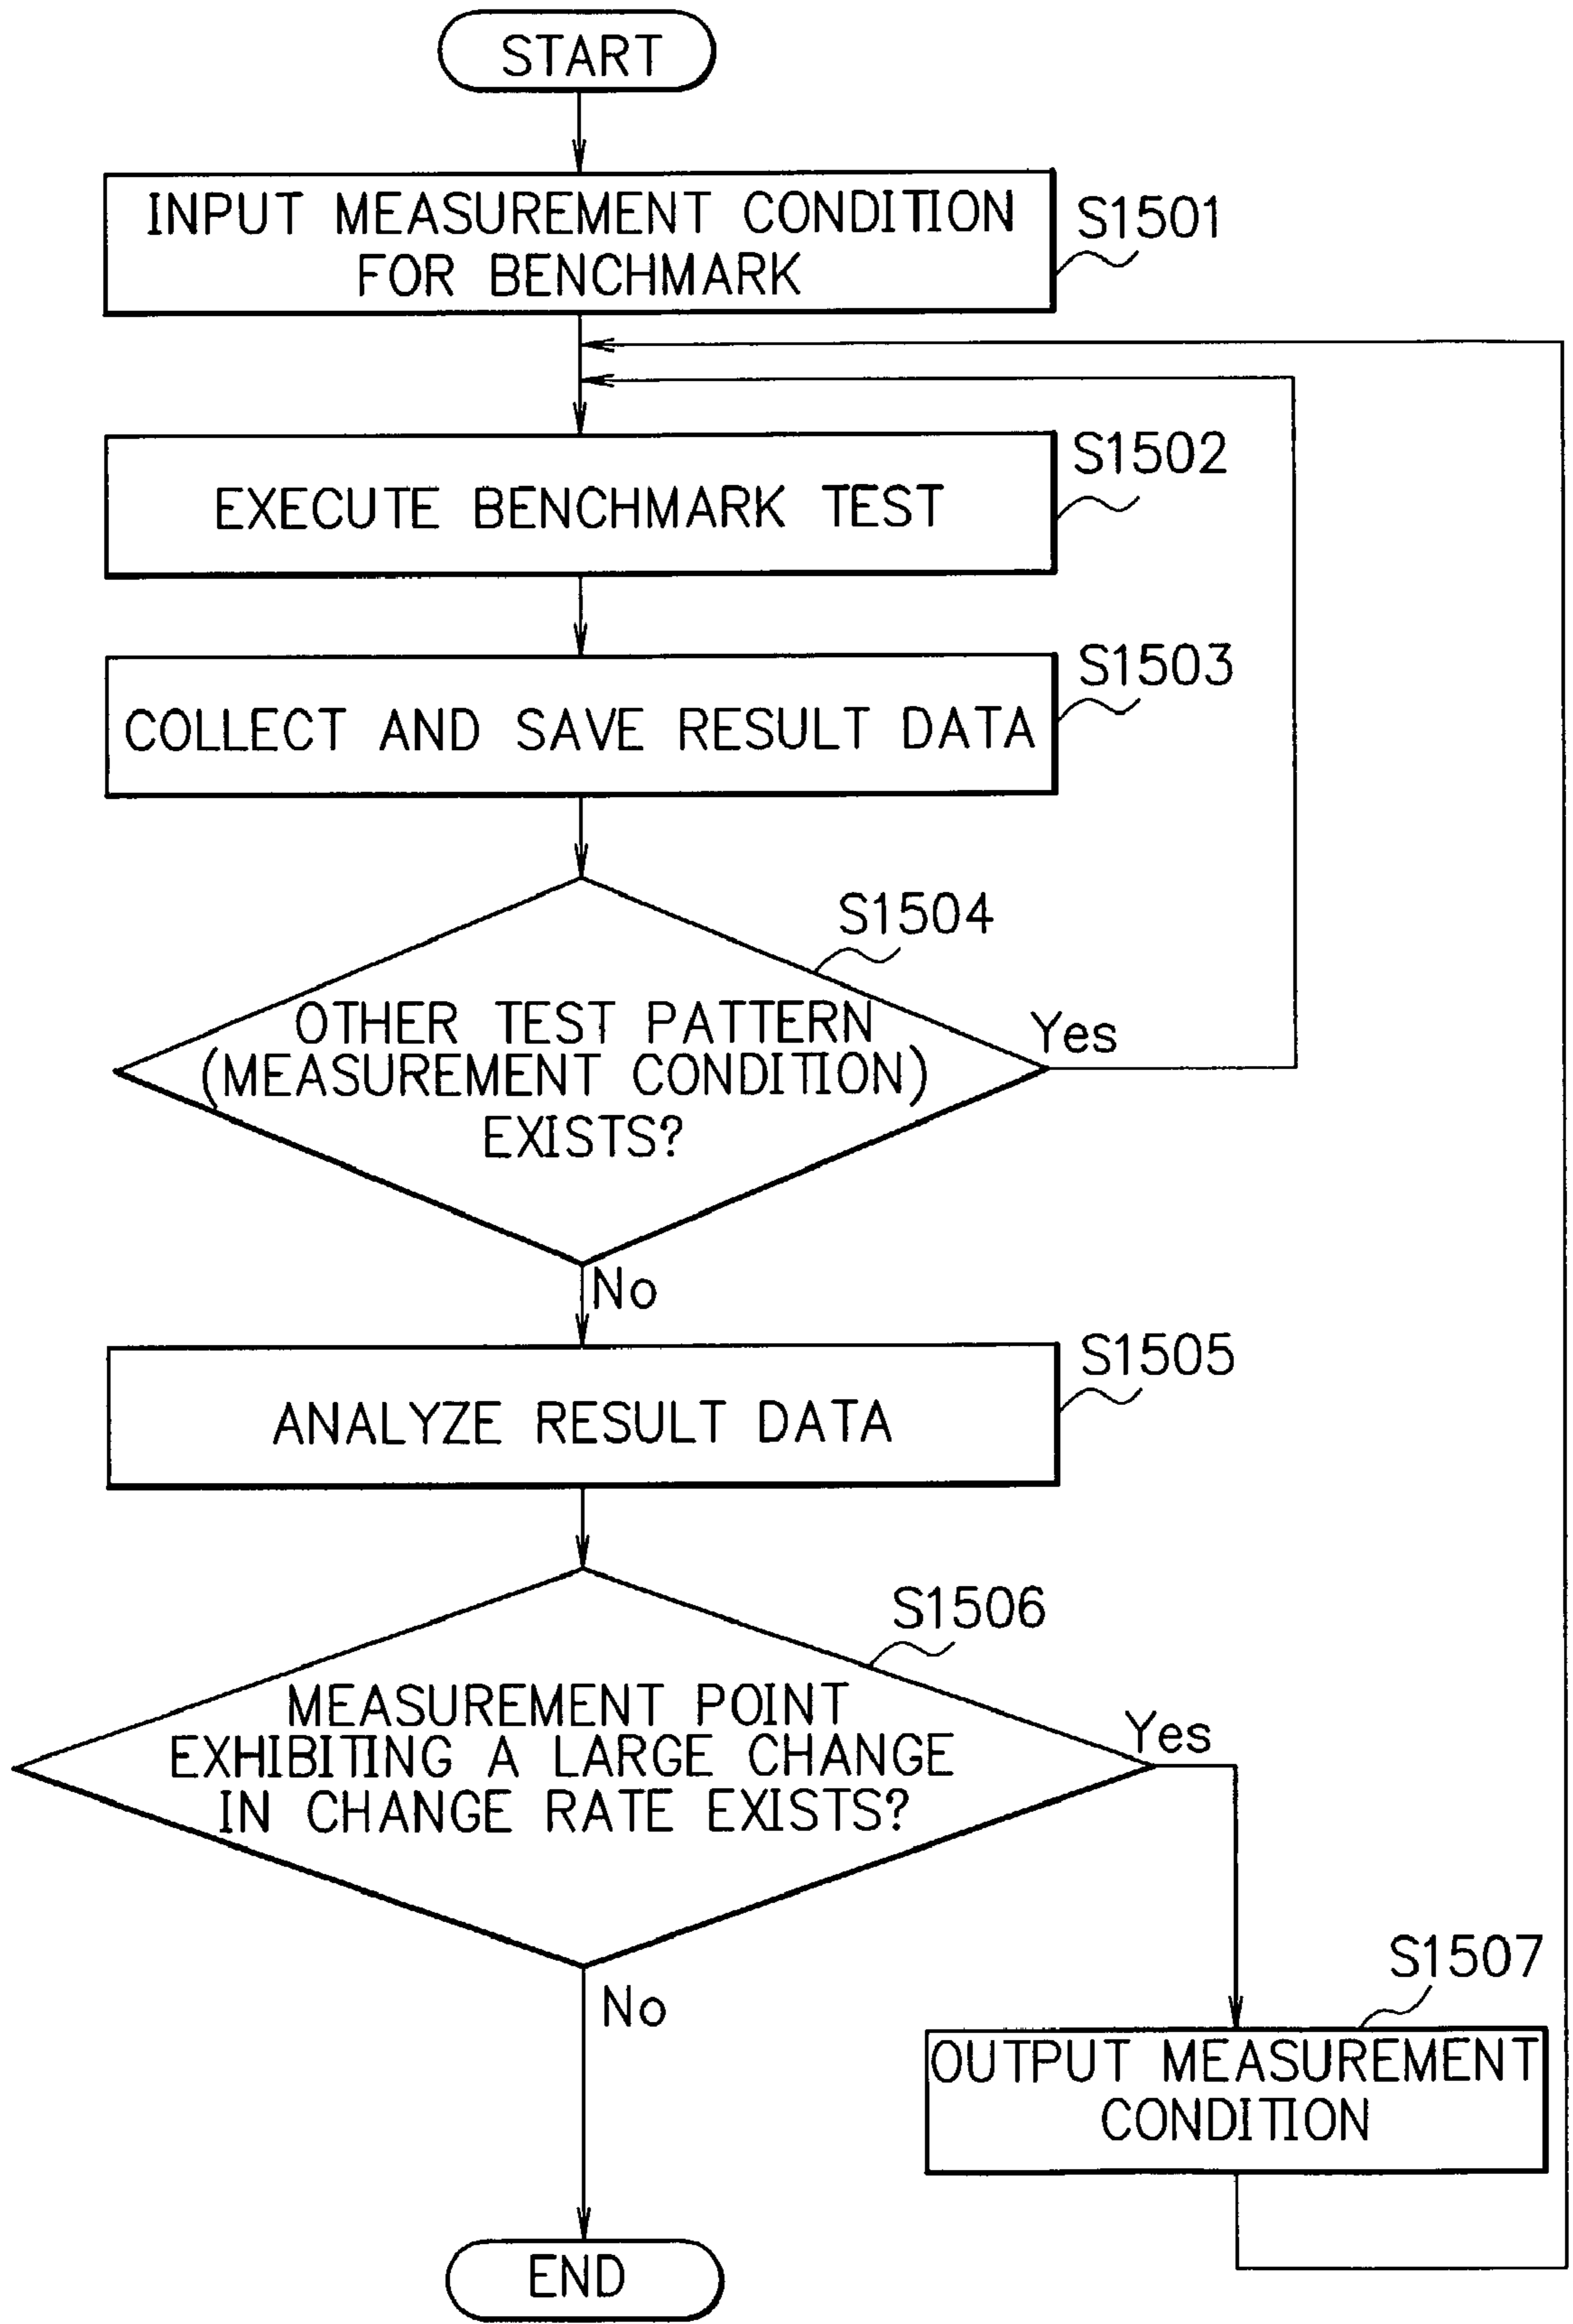 START
INPUT MEASUREMENT CONDITION
FOR BENCHMARK
S1501
EXECUTE BENCHMARK TEST
S1502
COLLECT AND SAVE RESULT DATA
S1503
S1504
OTHER TEST PATTERN
(MEASUREMENT CONDITION)
EXISTS?
Yes
No
ANALYZE RESULT DATA
S1505
S1506
MEASUREMENT POINT
EXHIBITING A LARGE CHANGE
IN CHANGE RATE EXISTS?
Yes
No
S1507
OUTPUT MEASUREMENT
CONDITION
END